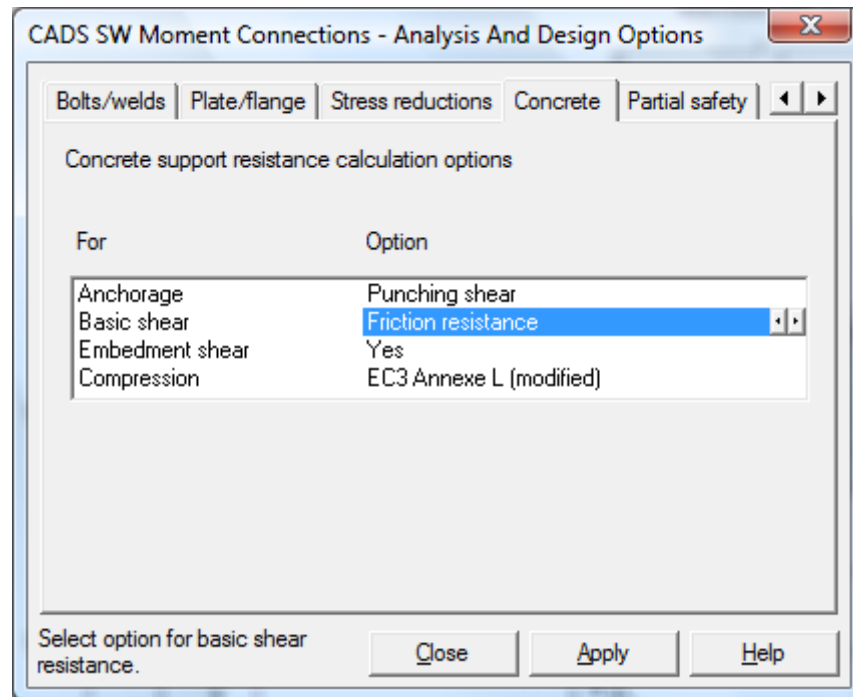 CADS SW Moment Connections - Analysis And Design Options
Bolts/welds Plate/flange Stress reductions Concrete Partial safety
Concrete support resistance calculation options
For Option
Anchorage Punching shear
Basic shear Friction resistance
Embedment shear Yes
Compression EC3 Annexe L (modified)
Select option for basic shear
resistance.
Close Apply Help